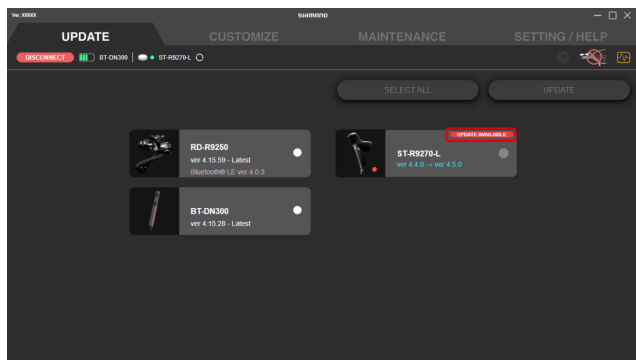 Ver. XXXXX
SHIMANO
UPDATE
CUSTOMIZE
MAINTENANCE
SETTING / HELP
DISCONNECT
BT-DN300
ST-R9270-L
SELECT ALL
UPDATE
RD-R9250
ver 4.15.59 - Latest
Bluetooth® LE ver 4.0.3
UPDATE AVAILABLE
ST-R9270-L
ver 4.4.0 → ver 4.5.0
BT-DN300
ver 4.15.28 - Latest